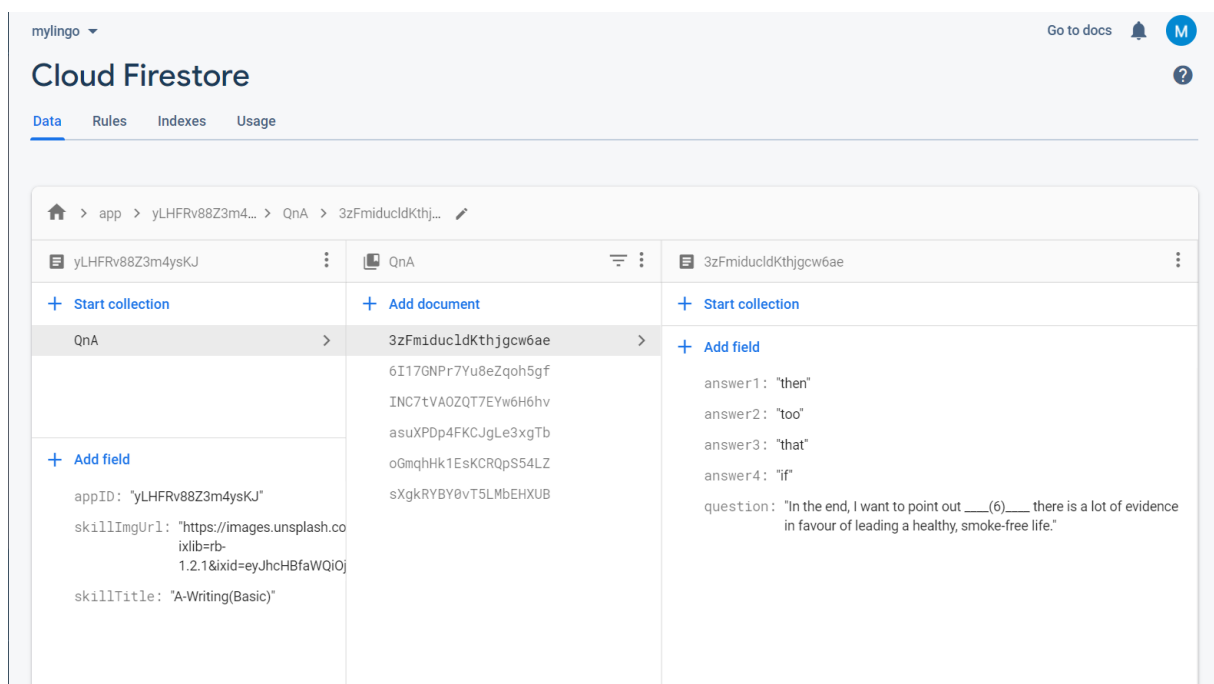 mylingo
Go to docs
M
Cloud Firestore
?
Data Rules Indexes Usage
app > yLHFRv88Z3m4... > QnA > 3zFmiducldKthj...
yLHFRv88Z3m4ysKJ
QnA
3zFmiducldKthjgcw6ae
+ Start collection
+ Add document
+ Start collection
QnA
3zFmiducldKthjgcw6ae
+ Add field
6I17GNPr7Yu8eZqoh5gf
answer1: "then"
INC7tVAOZQT7EYw6H6hv
answer2: "too"
asuXPDp4FKCJgLe3xgTb
answer3: "that"
+ Add field
oGmqhHk1EsKCRQpS54LZ
answer4: "if"
appID: "yLHFRv88Z3m4ysKJ"
sXgkRYBY0vT5LMbEHXUB
question: "In the end, I want to point out ____(6)____ there is a lot of evidence
in favour of leading a healthy, smoke-free life."
skillImgUrl: "https://images.unsplash.co
ixlib=rb-
1.2.1&ixid=eyJhcHBfaWQiOj
skillTitle: "A-Writing(Basic)"